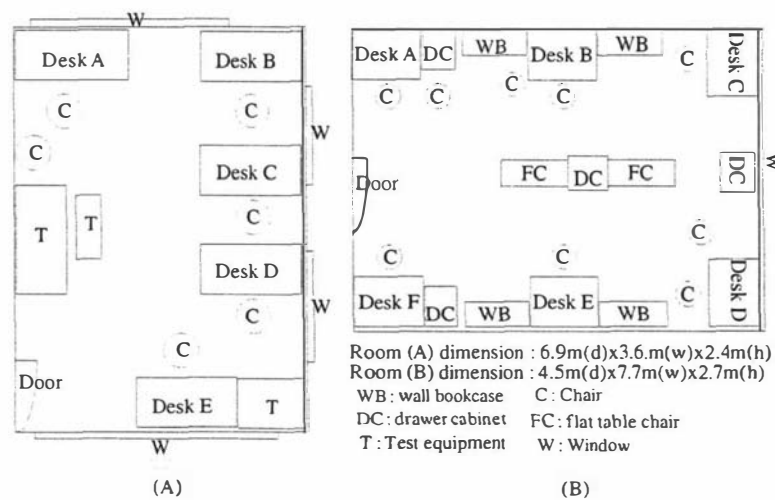 W
Desk A
Desk B
C
C
C
W
Desk C
T
T
C
Desk D
W
C
C
Door
Desk E
T
W
(A)
Desk A
DC
WB
Desk B
WB
C
Desk C
C
C
C
C
W
Door
FC
DC
FC
DC
C
C
C
C
Desk F
DC
WB
Desk E
WB
Desk D
Room (A) dimension : 6.9m(d)x3.6.m(w)x2.4m(h)
Room (B) dimension : 4.5m(d)x7.7m(w)x2.7m(h)
WB : wall bookcase C : Chair
DC: drawer cabinet FC: flat table chair
T : Test equipment W : Window
(B)